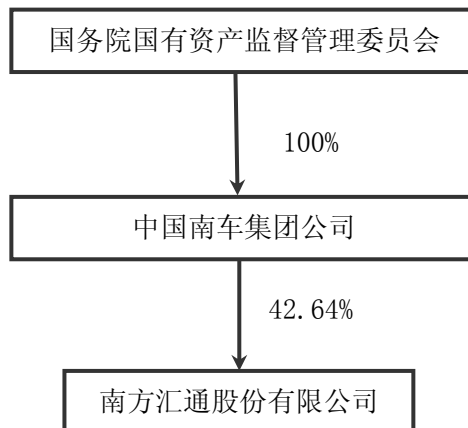 国务院国有资产监督管理委员会
100%
中国南车集团公司
42.64%
南方汇通股份有限公司